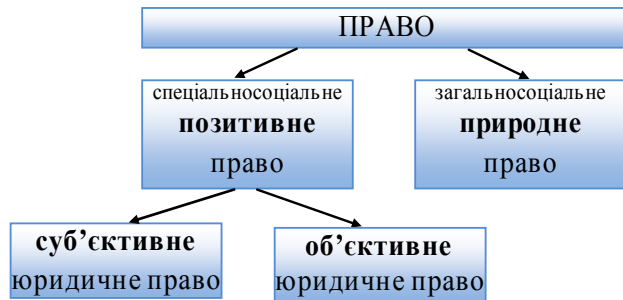 ПРАВО
спеціальносоціальне
позитивне
право
загальносоціальне
природне
право
суб’єктивне
юридичне право
об’єктивне
юридичне право